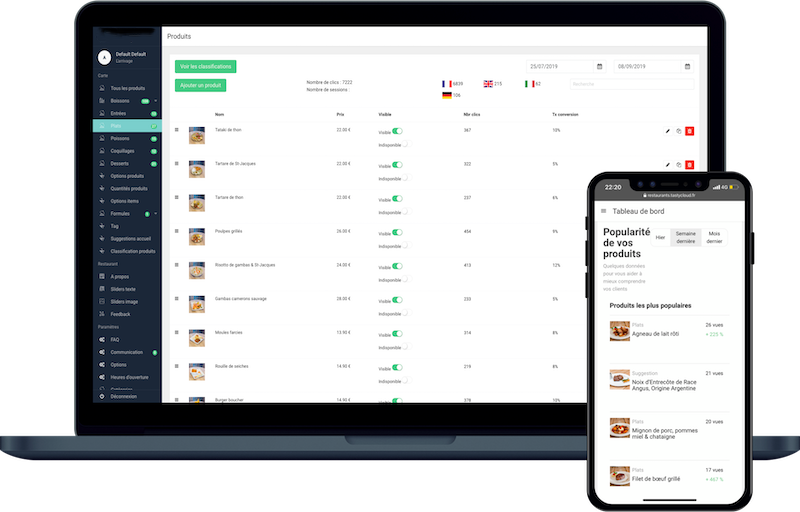 Produits
Default Default
L'arrivage
Carte
Tous les produits
Boissons
Entrées
Plats
Poissons
Coquillages
Desserts
Options produits
Quantités produits
Options items
Formules
Tag
Suggestions accueil
Classification produits
Restaurant
A propos
Sliders texte
Sliders image
Feedback
Paramètres
FAQ
Communication
Options
Heures d'ouverture
Déconnexion
Voir les classifications
Ajouter un produit
Nombre de clics : 7222
Nombre de sessions :
6839
215
62
106
25/07/2019
08/09/2019
Recherche
Nom Prix Visible Nbr clics Tx conversion
Tataki de thon 22.00 € Visible 367 10%
Indisponible
Tartare de St-Jacques 22.00 € Visible 322 5%
Indisponible
Tartare de thon 22.00 € Visible 237 6%
Indisponible
Poulpes grillés 26.00 € Visible 454 9%
Indisponible
Risotto de gambas & St-Jacques 24.00 € Visible 413 12%
Indisponible
Gambas camerons sauvage 28.00 € Visible 233 5%
Indisponible
Moules farcies 13.90 € Visible 314 8%
Indisponible
Rouille de seiches 14.90 € Visible 219 8%
Indisponible
Burger boucher 14.90 € Visible 378 10%
22:20
4G
restaurants.tastycloud.fr
Tableau de bord
Popularité
de vos
produits
Hier
Semaine
dernière
Mois
dernier
Quelques données
pour vous aider à
mieux comprendre
vos clients
Produits les plus populaires
Plats
Agneau de lait rôti
26 vues
+ 225 %
Suggestion
Noix d'Entrecôte de Race
Angus, Origine Argentine
21 vues
Plats
Mignon de porc, pommes
miel & chataigne
20 vues
Plats
Filet de bœuf grillé
17 vues
+ 467 %